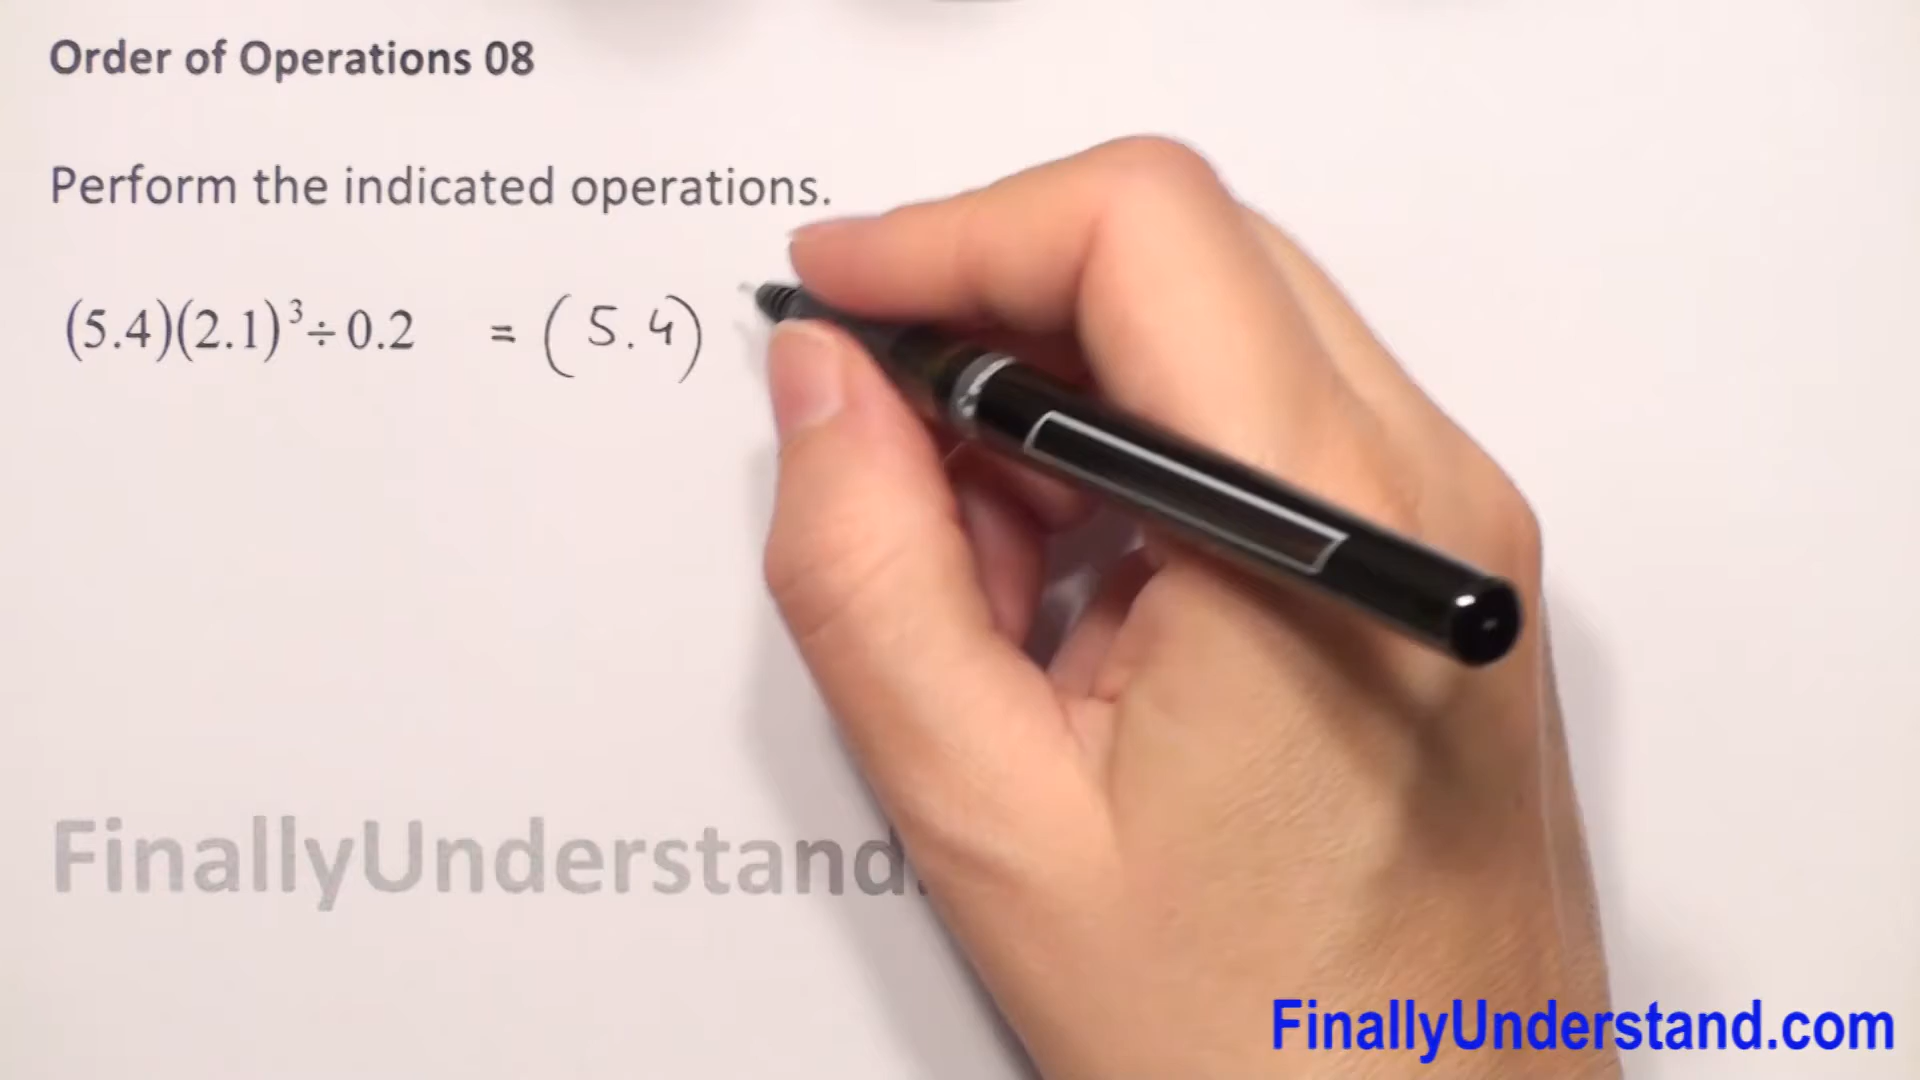 Order of Operations 08
Perform the indicated operations.
(5.4)(2.1)³÷0.2 = (5.4)
FinallyUnderstand.
FinallyUnderstand.com